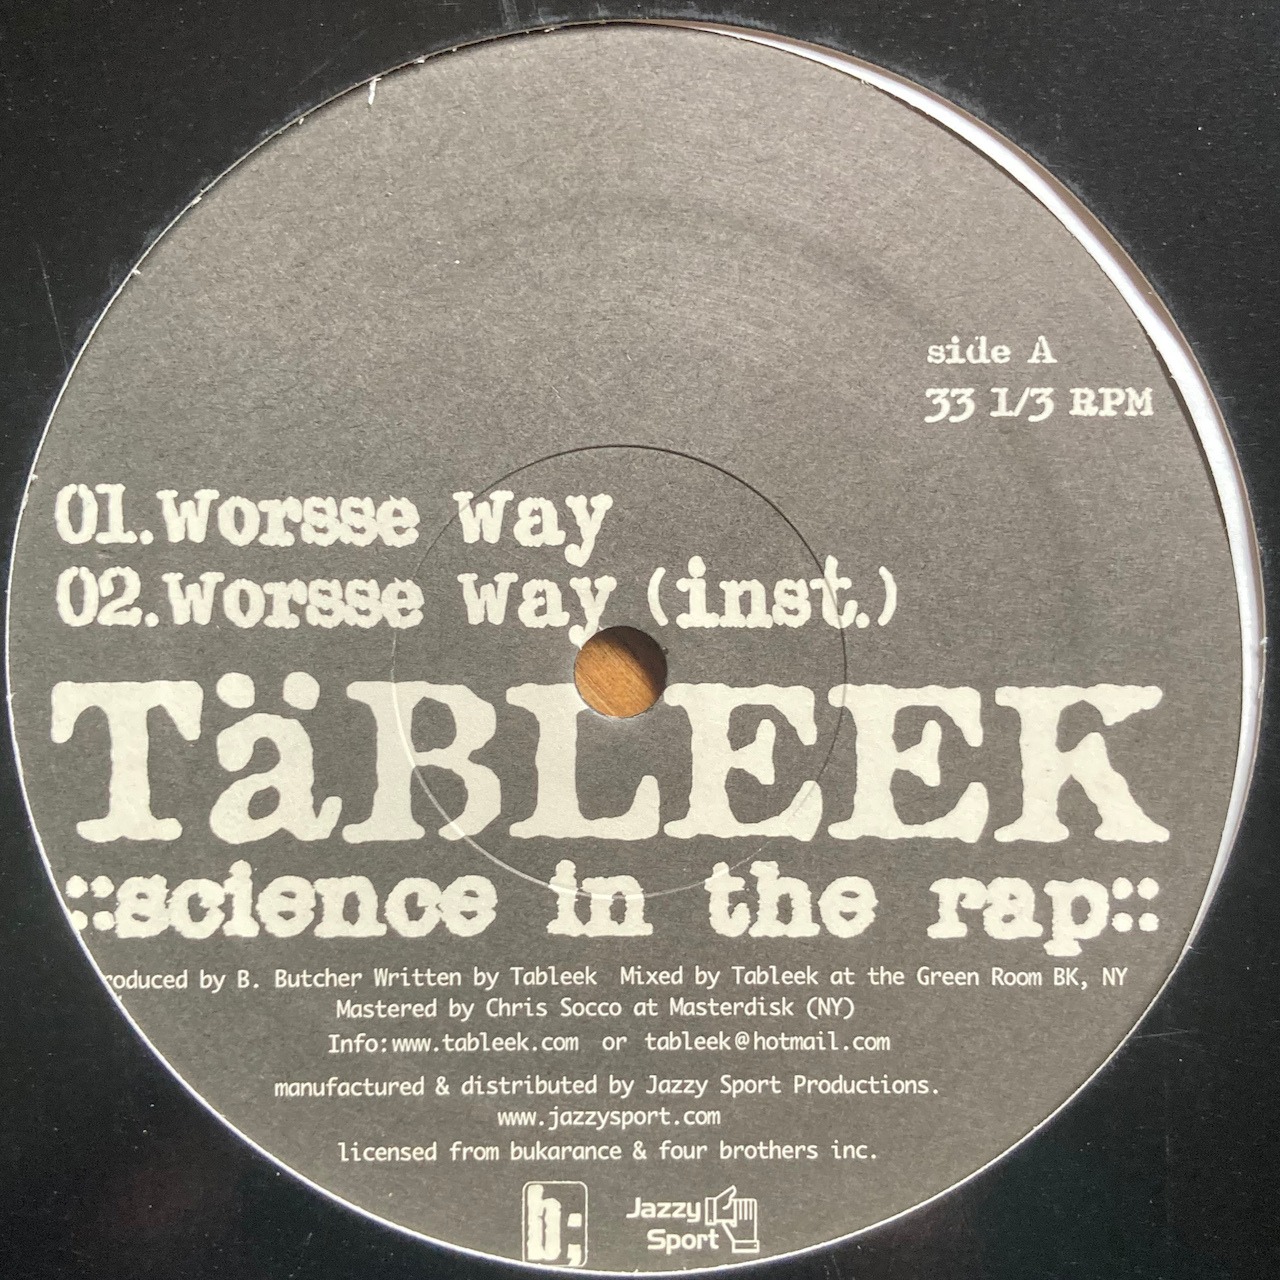 side A
33 1/3 RPM
01.Worsse Way
02.Worsse Way (inst.)
TäBLEEK
::science in the rap::
roduced by B. Butcher Written by Tableek Mixed by Tableek at the Green Room BK, NY
Mastered by Chris Socco at Masterdisk (NY)
Info:www.tableek.com or tableek@hotmail.com
manufactured & distributed by Jazzy Sport Productions.
www.jazzysport.com
licensed from bukarance & four brothers inc.
b;
Jazzy
Sport